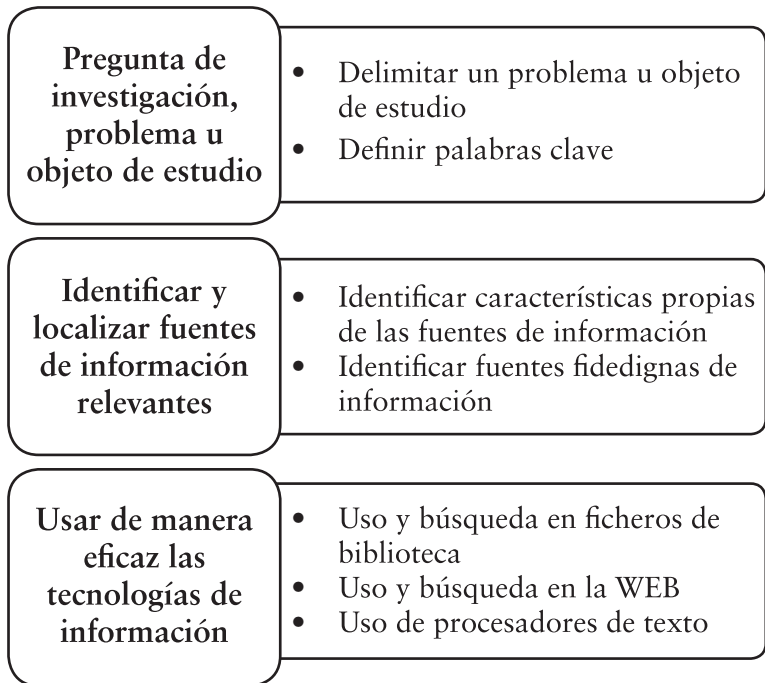 Pregunta de
investigación,
problema u
objeto de estudio
• Delimitar un problema u objeto
de estudio
• Definir palabras clave
Identificar y
localizar fuentes
de información
relevantes
• Identificar características propias
de las fuentes de información
• Identificar fuentes fidedignas de
información
Usar de manera
eficaz las
tecnologías de
información
• Uso y búsqueda en ficheros de
biblioteca
• Uso y búsqueda en la WEB
• Uso de procesadores de texto